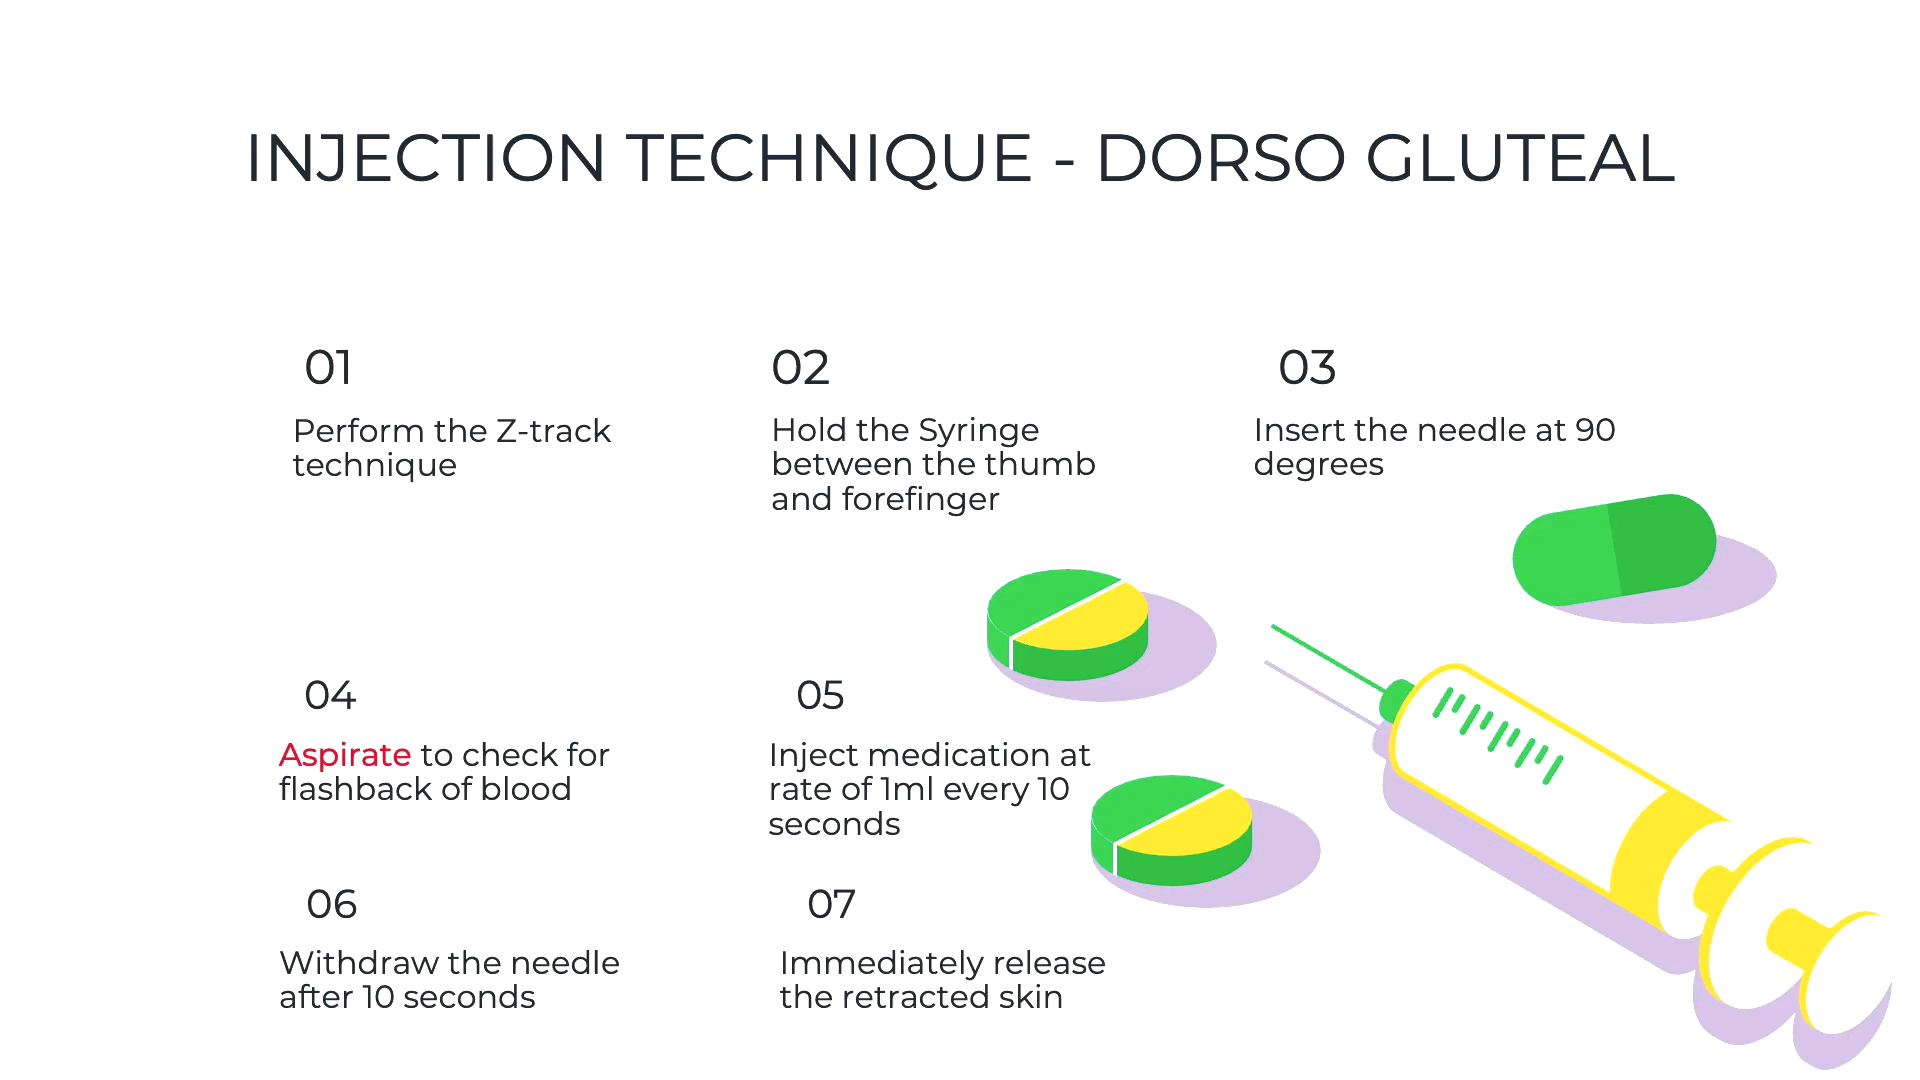 INJECTION TECHNIQUE - DORSO GLUTEAL
01
Perform the Z-track
technique
02
Hold the Syringe
between the thumb
and forefinger
03
Insert the needle at 90
degrees
04
Aspirate to check for
flashback of blood
05
Inject medication at
rate of 1ml every 10
seconds
06
Withdraw the needle
after 10 seconds
07
Immediately release
the retracted skin